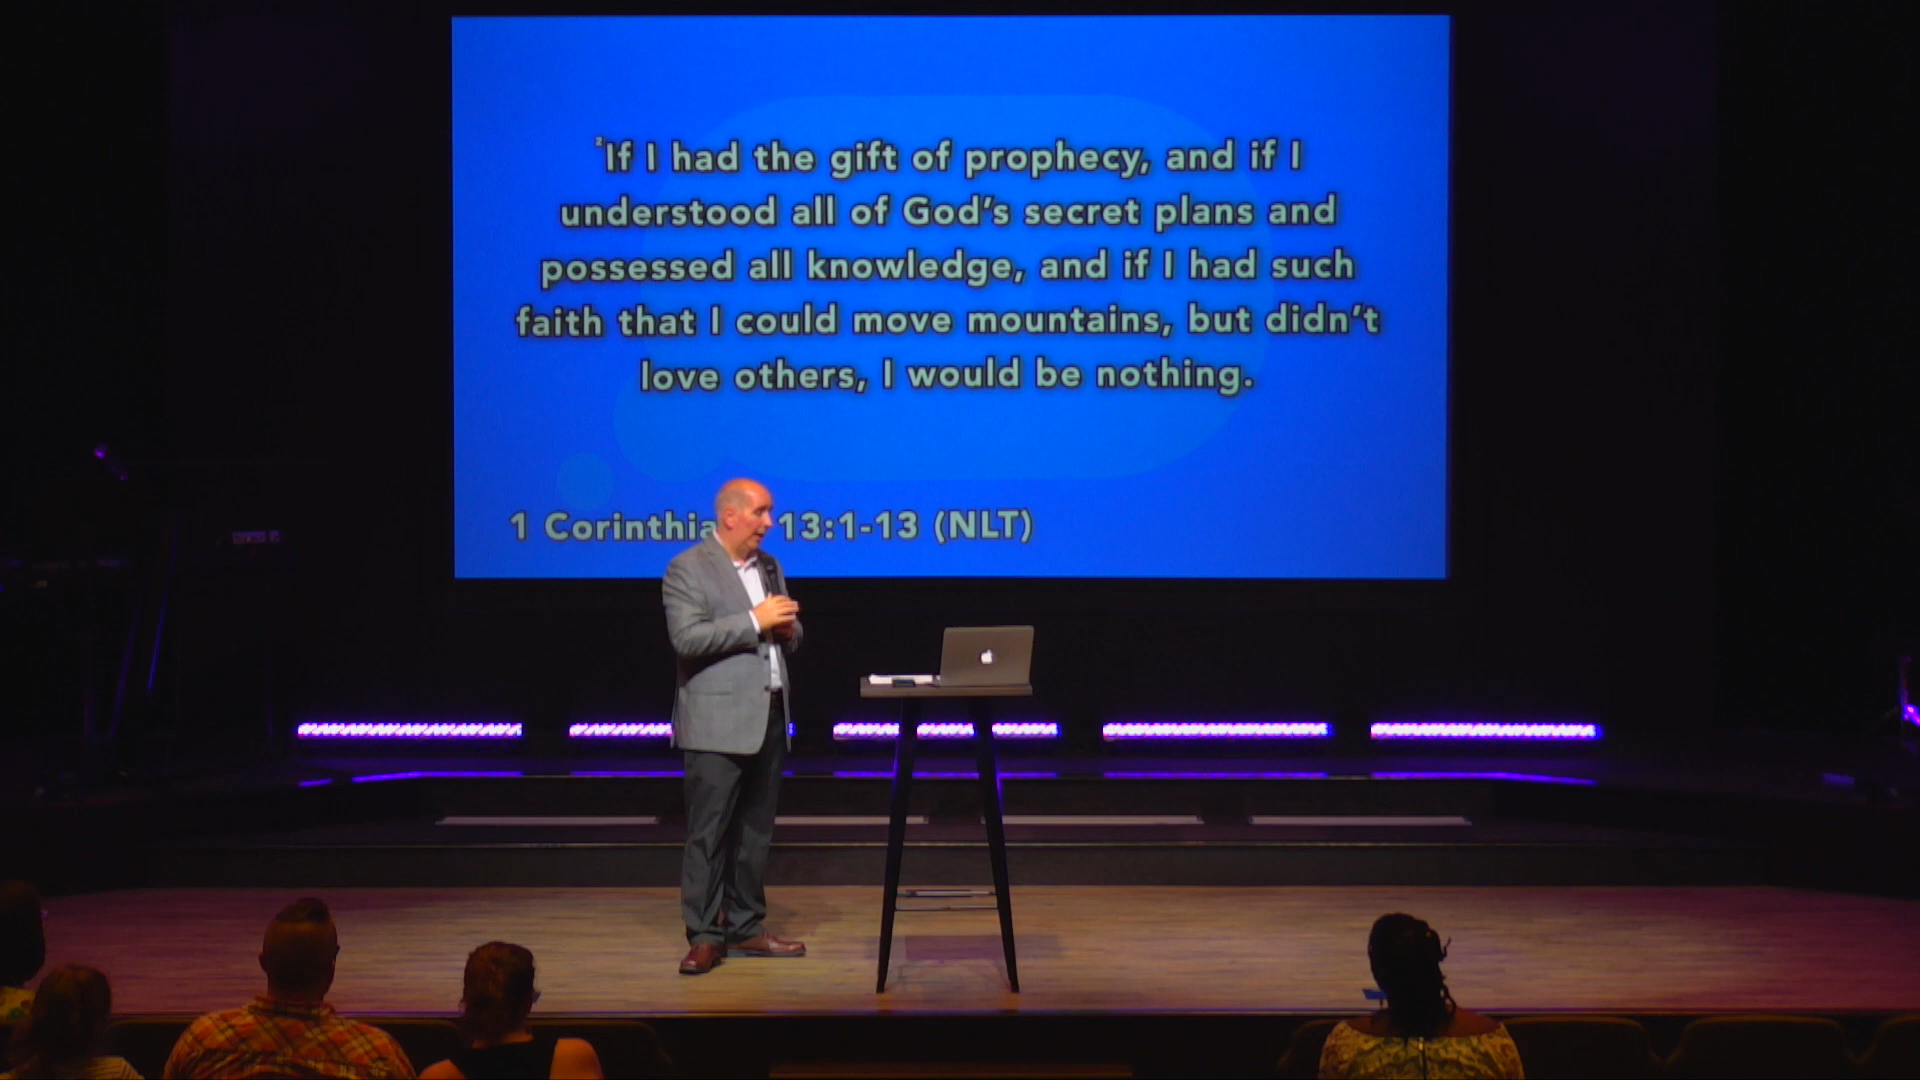 ²If I had the gift of prophecy, and if I
understood all of God's secret plans and
possessed all knowledge, and if I had such
faith that I could move mountains, but didn't
love others, I would be nothing.
1 Corinthia 13:1-13 (NLT)